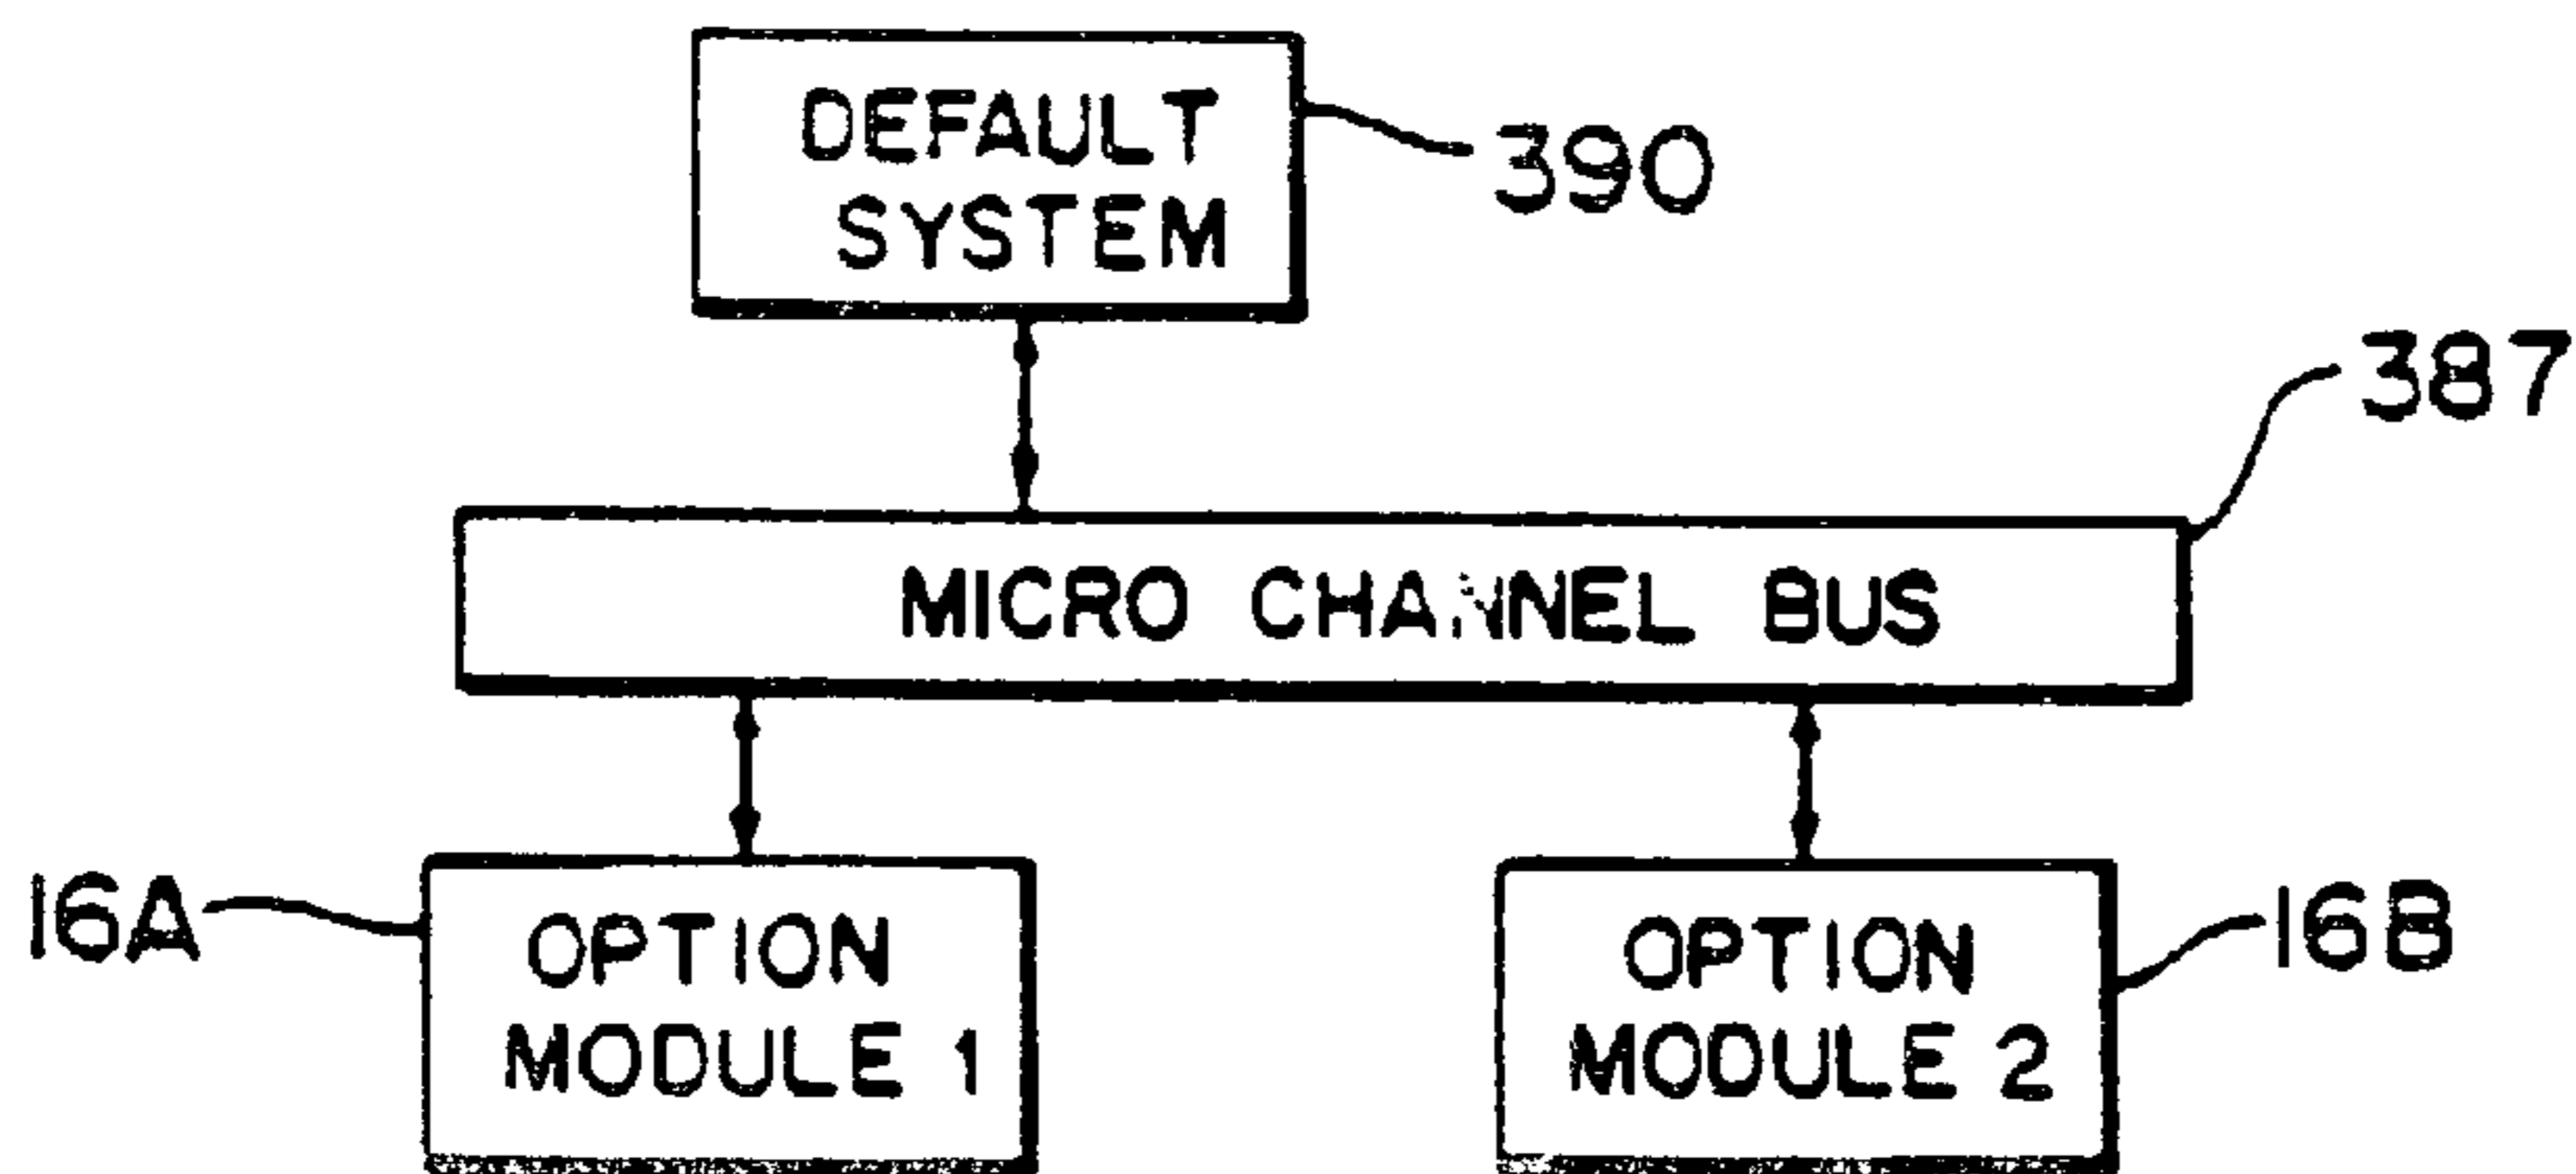 DEFAULT
SYSTEM
390
387
MICRO CHANNEL BUS
16A
OPTION
MODULE 1
OPTION
MODULE 2
16B